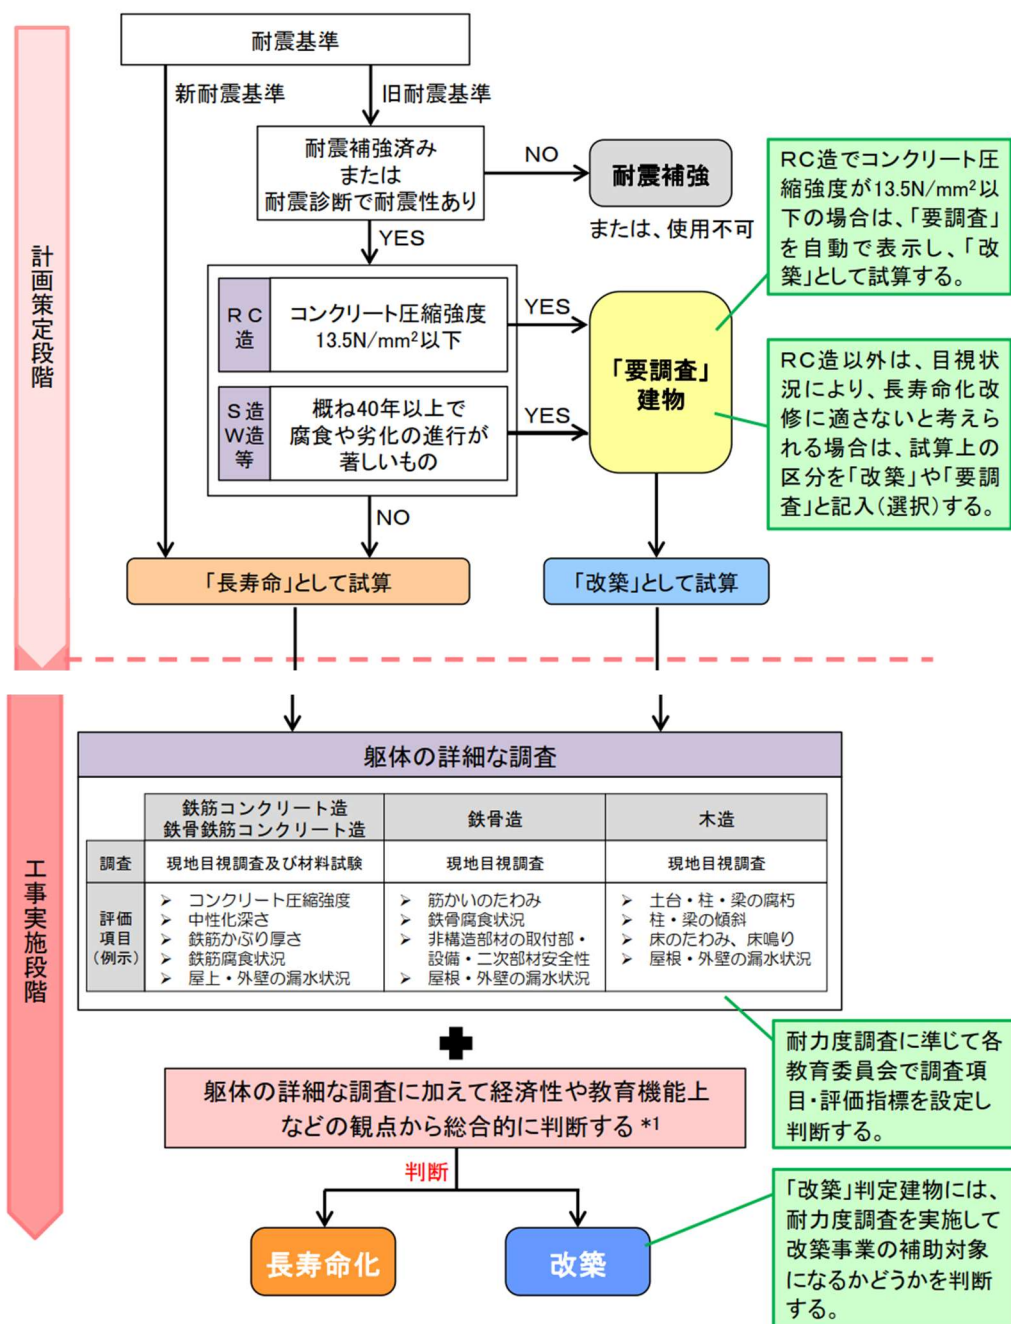 耐震基準
新耐震基準
旧耐震基準
耐震補強済み
または
耐震診断で耐震性あり
NO
耐震補強
または、使用不可
YES
RC造でコンクリート圧
縮強度が13.5N/mm²以
下の場合は、「要調査」
を自動で表示し、「改
築」として試算する。
計画策定段階
RC
造
コンクリート圧縮強度
13.5N/mm²以下
YES
S造
W造
等
概ね40年以上で
腐食や劣化の進行が
著しいもの
YES
「要調査」
建物
RC造以外は、目視状
況により、長寿命化改
修に適さないと考えら
れる場合は、試算上の
区分を「改築」や「要調
査」と記入(選択)する。
NO
「長寿命」として試算
「改築」として試算
工事実施段階
躯体の詳細な調査
鉄筋コンクリート造
鉄骨鉄筋コンクリート造
鉄骨造
木造
調査
現地目視調査及び材料試験
現地目視調査
現地目視調査
評価
項目
(例示)
➢ コンクリート圧縮強度
➢ 中性化深さ
➢ 鉄筋かぶり厚さ
➢ 鉄筋腐食状況
➢ 屋上・外壁の漏水状況
➢ 筋かいのたわみ
➢ 鉄骨腐食状況
➢ 非構造部材の取付部・
設備・二次部材安全性
➢ 屋根・外壁の漏水状況
➢ 土台・柱・梁の腐朽
➢ 柱・梁の傾斜
➢ 床のたわみ、床鳴り
➢ 屋根・外壁の漏水状況
耐力度調査に準じて各
教育委員会で調査項
目・評価指標を設定し
判断する。
躯体の詳細な調査に加えて経済性や教育機能上
などの観点から総合的に判断する *1
判断
長寿命化
改築
「改築」判定建物には、
耐力度調査を実施して
改築事業の補助対象
になるかどうかを判断
する。